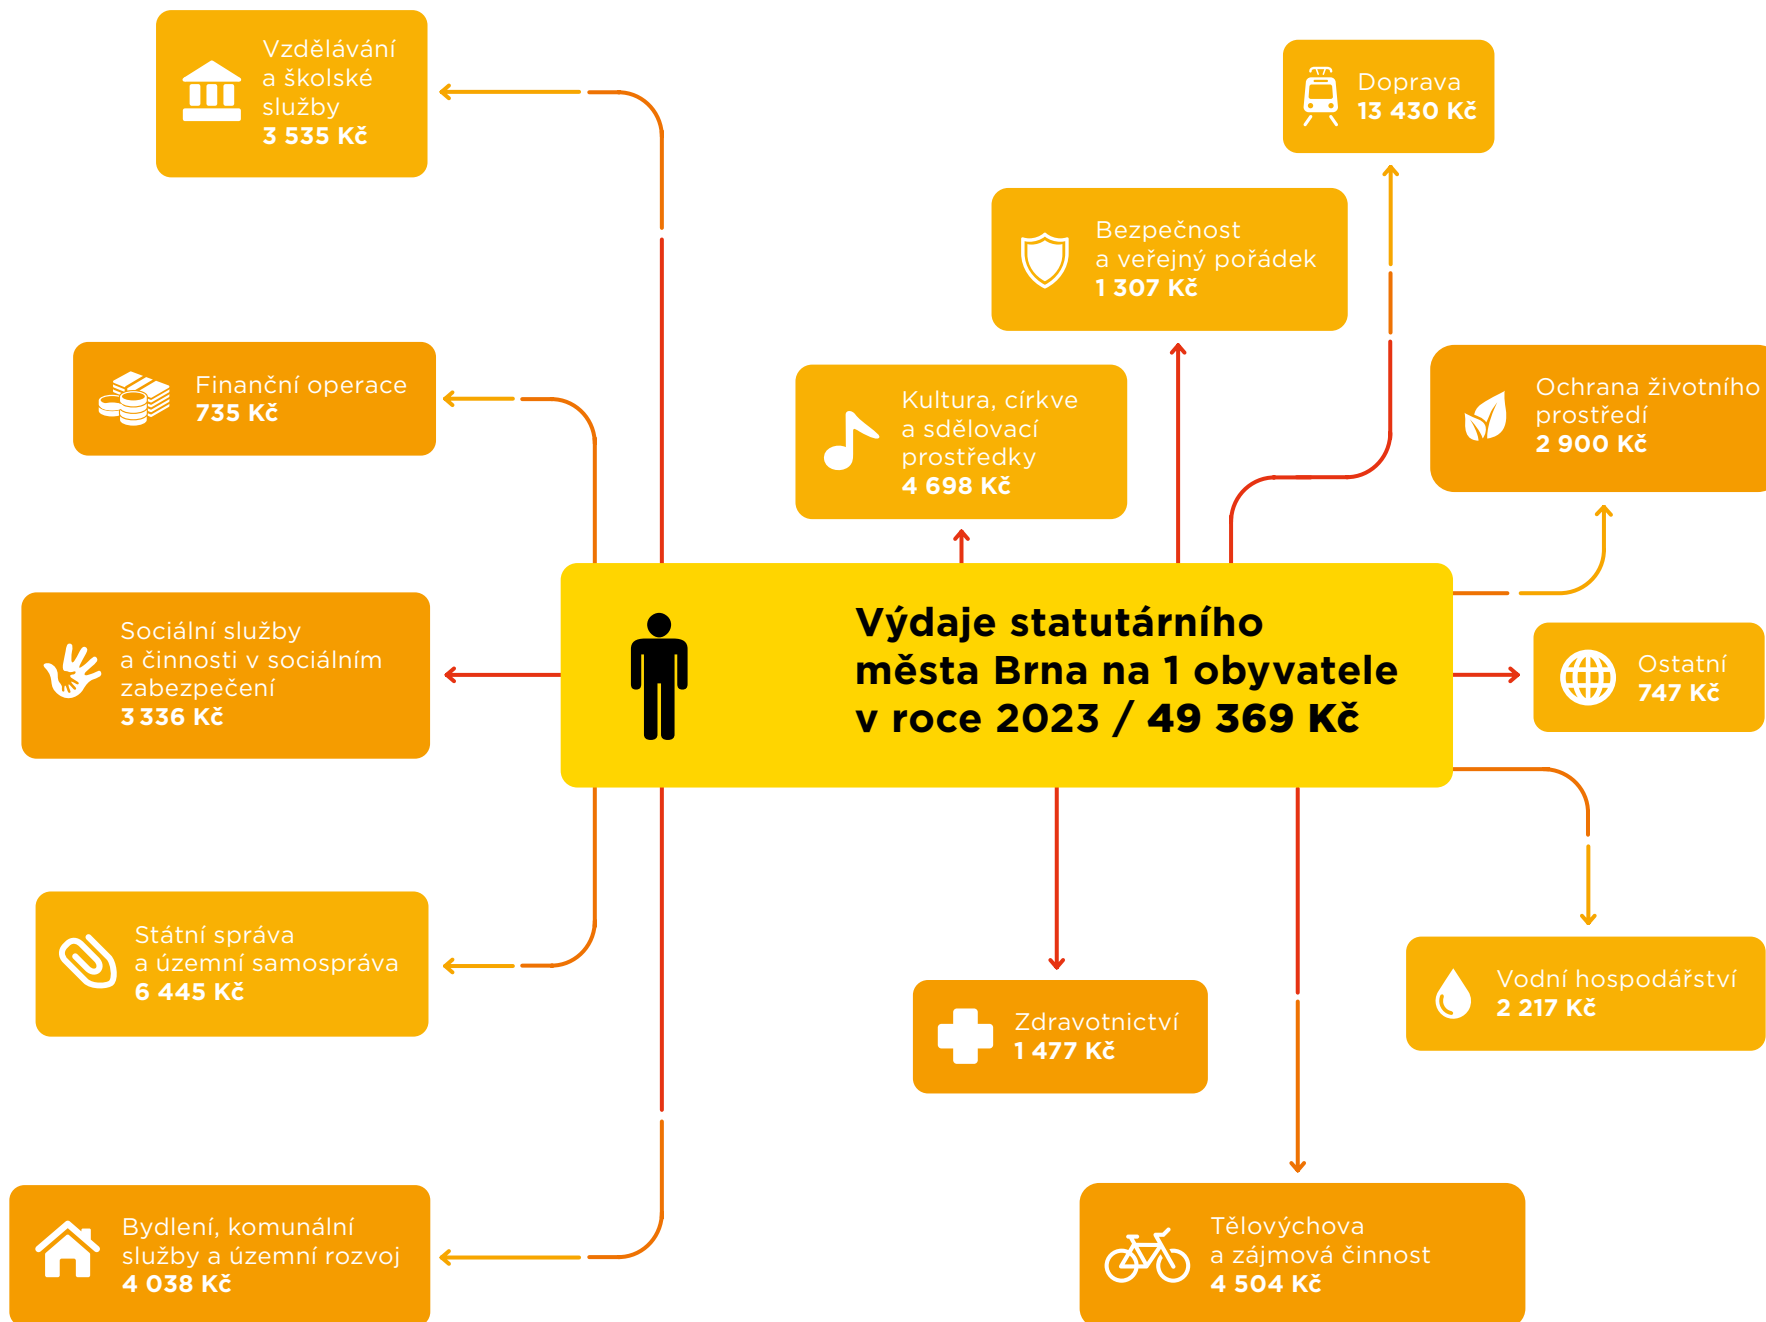 Vzdělávání
a školské
služby
3 535 Kč
Doprava
13 430 Kč
Bezpečnost
a veřejný pořádek
1 307 Kč
Finanční operace
735 Kč
Kultura, církve
a sdělovací
prostředky
4 698 Kč
Ochrana životního
prostředí
2 900 Kč
Sociální služby
a činnosti v sociálním
zabezpečení
3 336 Kč
Výdaje statutárního
města Brna na 1 obyvatele
v roce 2023 / 49 369 Kč
Ostatní
747 Kč
Státní správa
a územní samospráva
6 445 Kč
Zdravotnictví
1 477 Kč
Vodní hospodářství
2 217 Kč
Bydlení, komunální
služby a územní rozvoj
4 038 Kč
Tělovýchova
a zájmová činnost
4 504 Kč